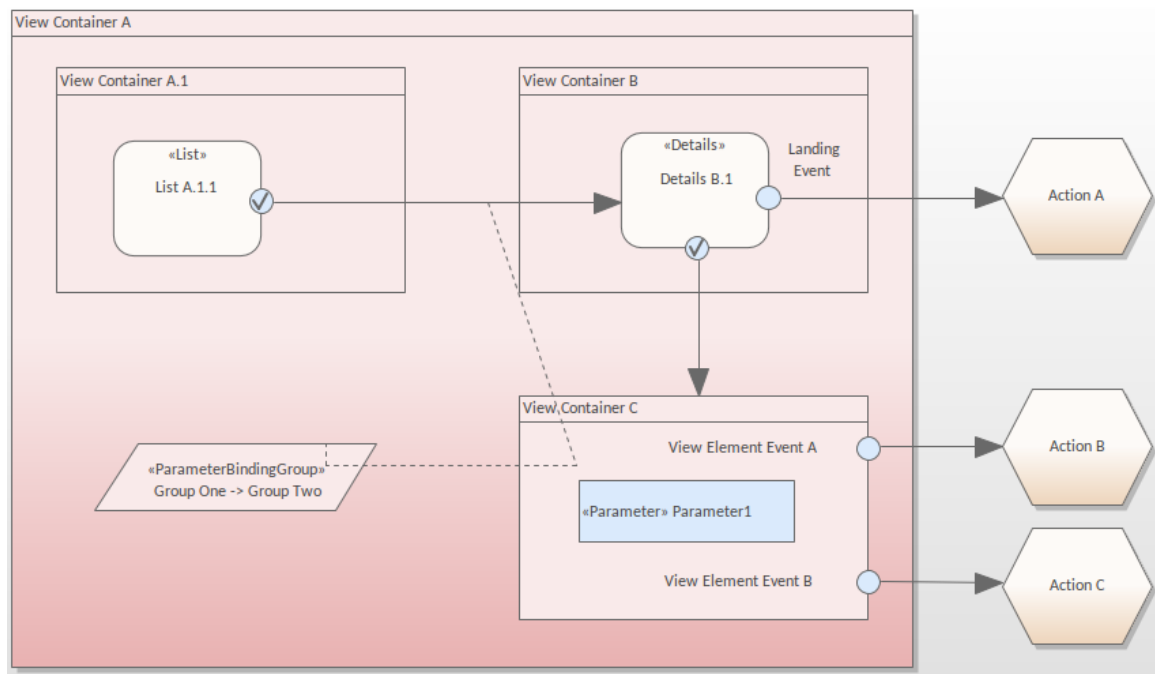 View Container A
View Container A.1
View Container B
«List»
List A.1.1
«Details»
Details B.1
Landing
Event
Action A
View Container C
View Element Event A
Action B
«ParameterBindingGroup»
Group One -> Group Two
«Parameter» Parameter1
View Element Event B
Action C